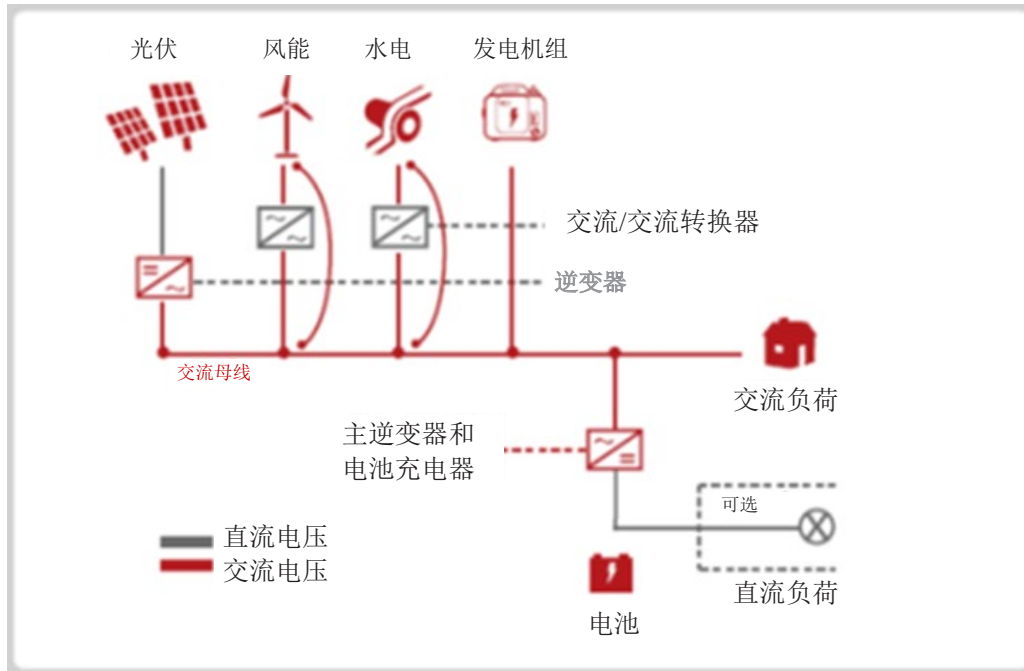 光伏
风能
水电
发电机组
交流/交流转换器
逆变器
交流母线
交流负荷
主逆变器和
电池充电器
可选
直流电压
交流电压
直流负荷
电池